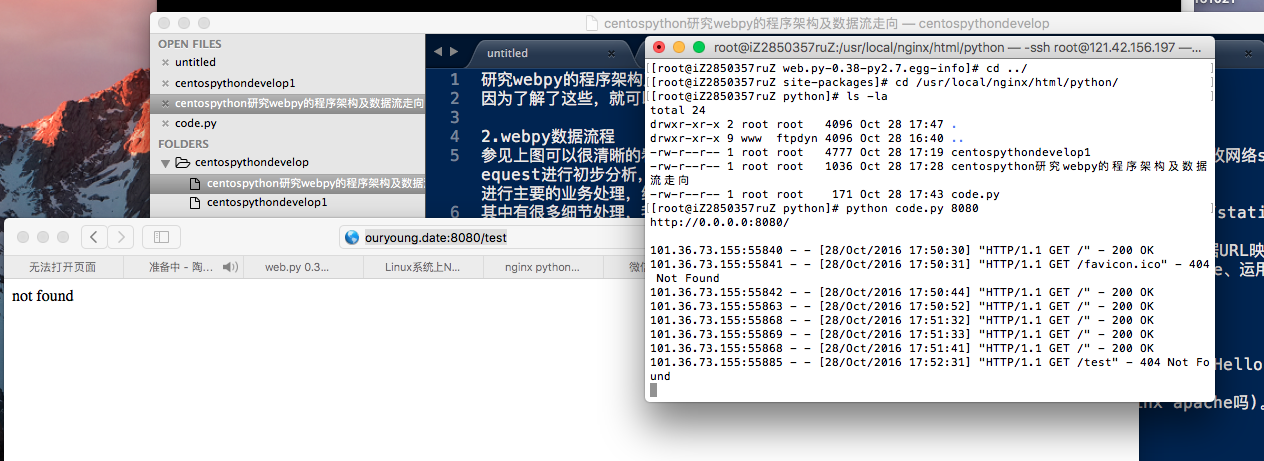 centospython研究webpy的程序架构及数据流走向 — centospythondevelop
OPEN FILES
untitled
centospythondevelop1
centospython研究webpy的程序架构及数据流走向
code.py
FOLDERS
centospythondevelop
centospython研究webpy的程序架构及数据流
centospythondevelop1
untitled
1 研究webpy的程序架构
2 因为了解了这些，就可以
3
4 2.webpy数据流程
5 参见上图可以很清晰的
equest进行初步分析，
进行主要的业务处理，
6 其中有很多细节处理，
收网络s
stati
URL映
e、运用
Hello
inx apache吗)。
root@iZ2850357ruZ:/usr/local/nginx/html/python — -ssh root@121.42.156.197 —...
[root@iZ2850357ruZ web.py-0.38-py2.7.egg-info]# cd ../
[root@iZ2850357ruZ site-packages]# cd /usr/local/nginx/html/python/
[root@iZ2850357ruZ python]# ls -la
total 24
drwxr-xr-x 2 root root 4096 Oct 28 17:47 .
drwxr-xr-x 9 www ftpdyn 4096 Oct 28 16:40 ..
-rw-r--r-- 1 root root 4777 Oct 28 17:19 centospythondevelop1
-rw-r--r-- 1 root root 1036 Oct 28 17:28 centospython研究webpy的程序架构及数据
流走向
-rw-r--r-- 1 root root 171 Oct 28 17:43 code.py
[root@iZ2850357ruZ python]# python code.py 8080
http://0.0.0.0:8080/
101.36.73.155:55840 - - [28/Oct/2016 17:50:30] "HTTP/1.1 GET /" - 200 OK
101.36.73.155:55841 - - [28/Oct/2016 17:50:31] "HTTP/1.1 GET /favicon.ico" - 404
Not Found
101.36.73.155:55842 - - [28/Oct/2016 17:50:44] "HTTP/1.1 GET /" - 200 OK
101.36.73.155:55863 - - [28/Oct/2016 17:50:52] "HTTP/1.1 GET /" - 200 OK
101.36.73.155:55868 - - [28/Oct/2016 17:51:32] "HTTP/1.1 GET /" - 200 OK
101.36.73.155:55869 - - [28/Oct/2016 17:51:33] "HTTP/1.1 GET /" - 200 OK
101.36.73.155:55868 - - [28/Oct/2016 17:51:41] "HTTP/1.1 GET /" - 200 OK
101.36.73.155:55885 - - [28/Oct/2016 17:52:31] "HTTP/1.1 GET /test" - 404 Not Fo
und
ouryoung.date:8080/test
无法打开页面
准备中 - 陶...
web.py 0.3...
Linux系统上N...
nginx python...
微信
not found